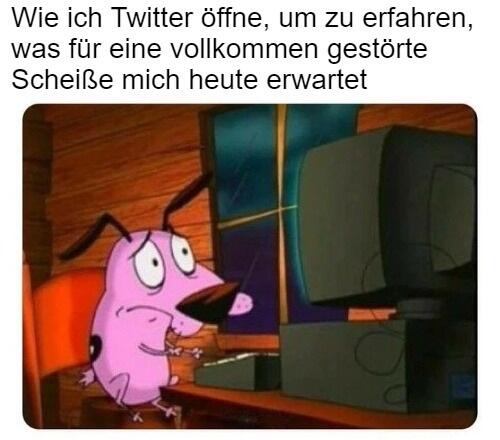 Wie ich Twitter öffne, um zu erfahren,
was für eine vollkommen gestörte
Scheiße mich heute erwartet